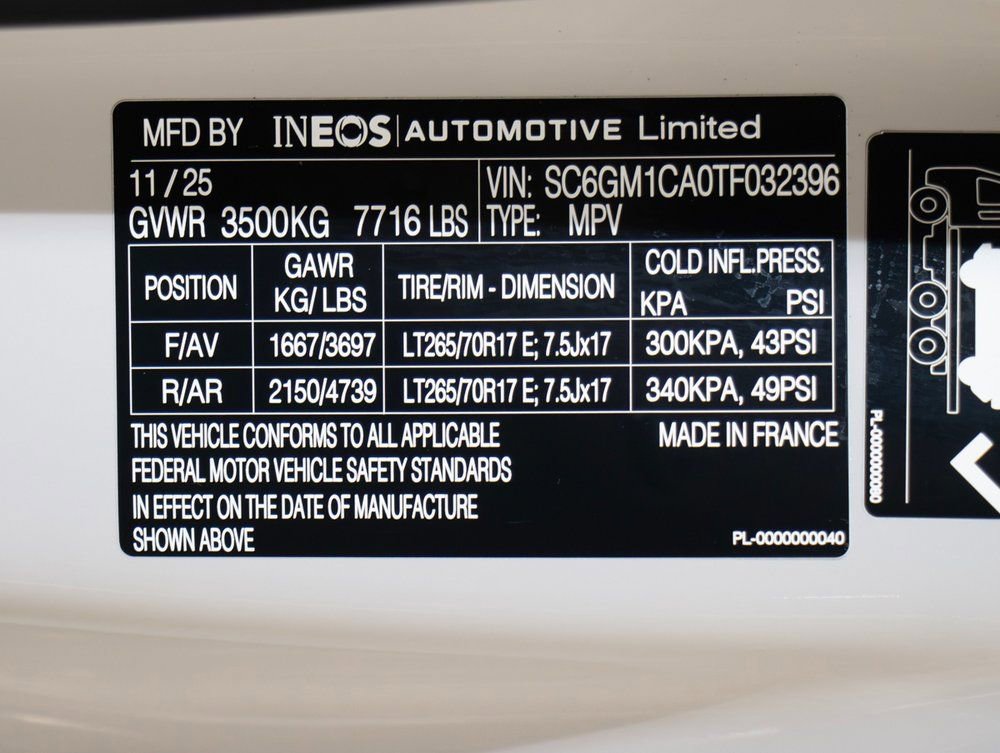 MFD BY INEOS AUTOMOTIVE Limited
11 / 25
VIN: SC6GM1CA0TF032396
GVWR 3500KG 7716 LBS
TYPE: MPV
POSITION GAWR KG/ LBS TIRE/RIM - DIMENSION COLD INFL.PRESS. KPA PSI
F/AV 1667/3697 LT265/70R17 E; 7.5Jx17 300KPA, 43PSI
R/AR 2150/4739 LT265/70R17 E; 7.5Jx17 340KPA, 49PSI
THIS VEHICLE CONFORMS TO ALL APPLICABLE
FEDERAL MOTOR VEHICLE SAFETY STANDARDS
IN EFFECT ON THE DATE OF MANUFACTURE
SHOWN ABOVE
MADE IN FRANCE
PL-0000000040
PL-0000000080